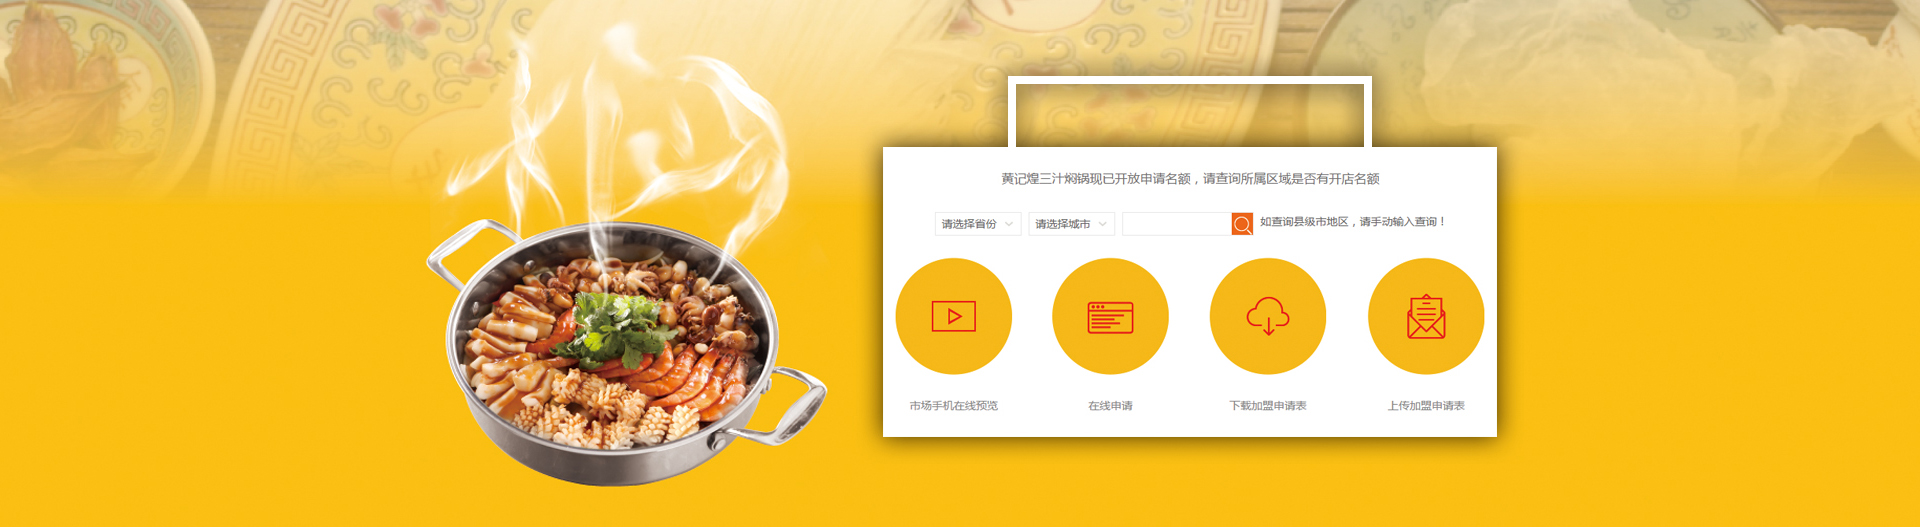 黄记煌三汁焖锅现已开放申请名额，请查询所属区域是否有开店名额
请选择省份 请选择城市 如查询县级市地区，请手动输入查询！
市场手机在线预览 在线申请 下载加盟申请表 上传加盟申请表